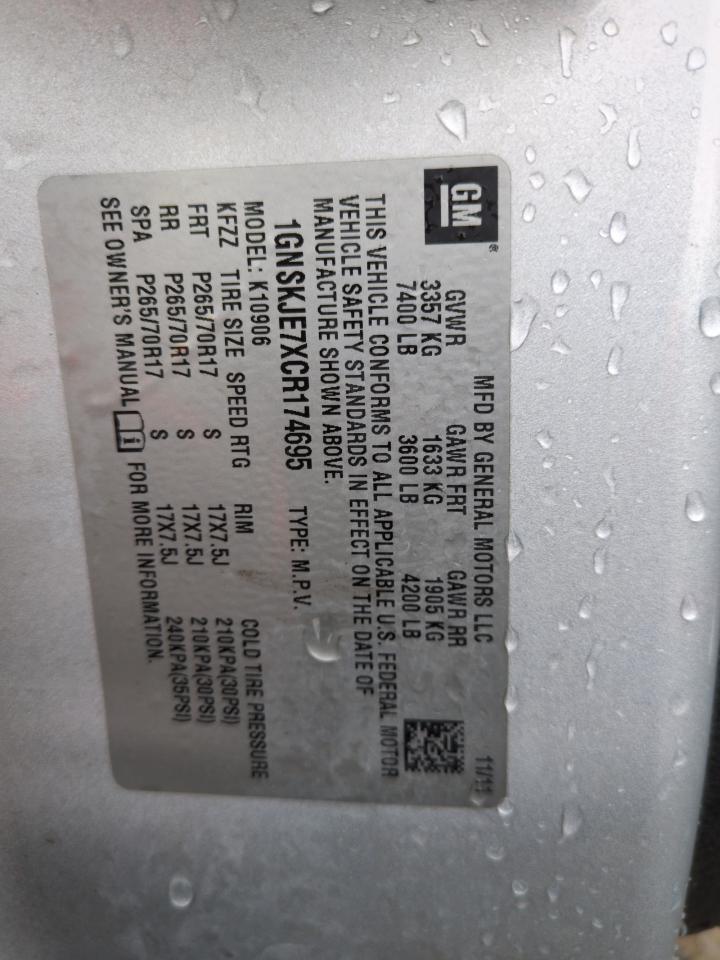 GM®
MFD BY GENERAL MOTORS LLC 11/11
GVWR GAWR FRT GAWR RR
3357 KG 1633 KG 1905 KG
7400 LB 3600 LB 4200 LB
THIS VEHICLE CONFORMS TO ALL APPLICABLE U.S. FEDERAL MOTOR
VEHICLE SAFETY STANDARDS IN EFFECT ON THE DATE OF
MANUFACTURE SHOWN ABOVE.
1GNSKJE7XCR174695 TYPE: M.P.V.
MODEL: K10906
KFZZ TIRE SIZE SPEED RTG RIM COLD TIRE PRESSURE
FRT P265/70R17 S 17X7.5J 210KPA(30PSI)
RR P265/70R17 S 17X7.5J 210KPA(30PSI)
SPA P265/70R17 S 17X7.5J 240KPA(35PSI)
SEE OWNER'S MANUAL i FOR MORE INFORMATION.